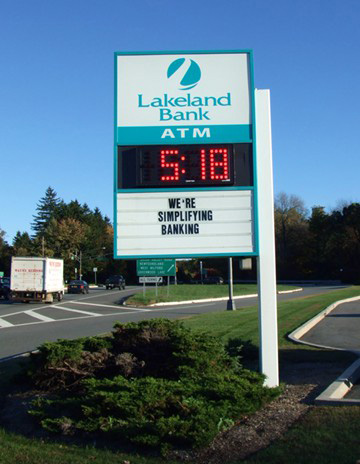 Lakeland
Bank
ATM
5:18
WE'RE
SIMPLIFYING
BANKING